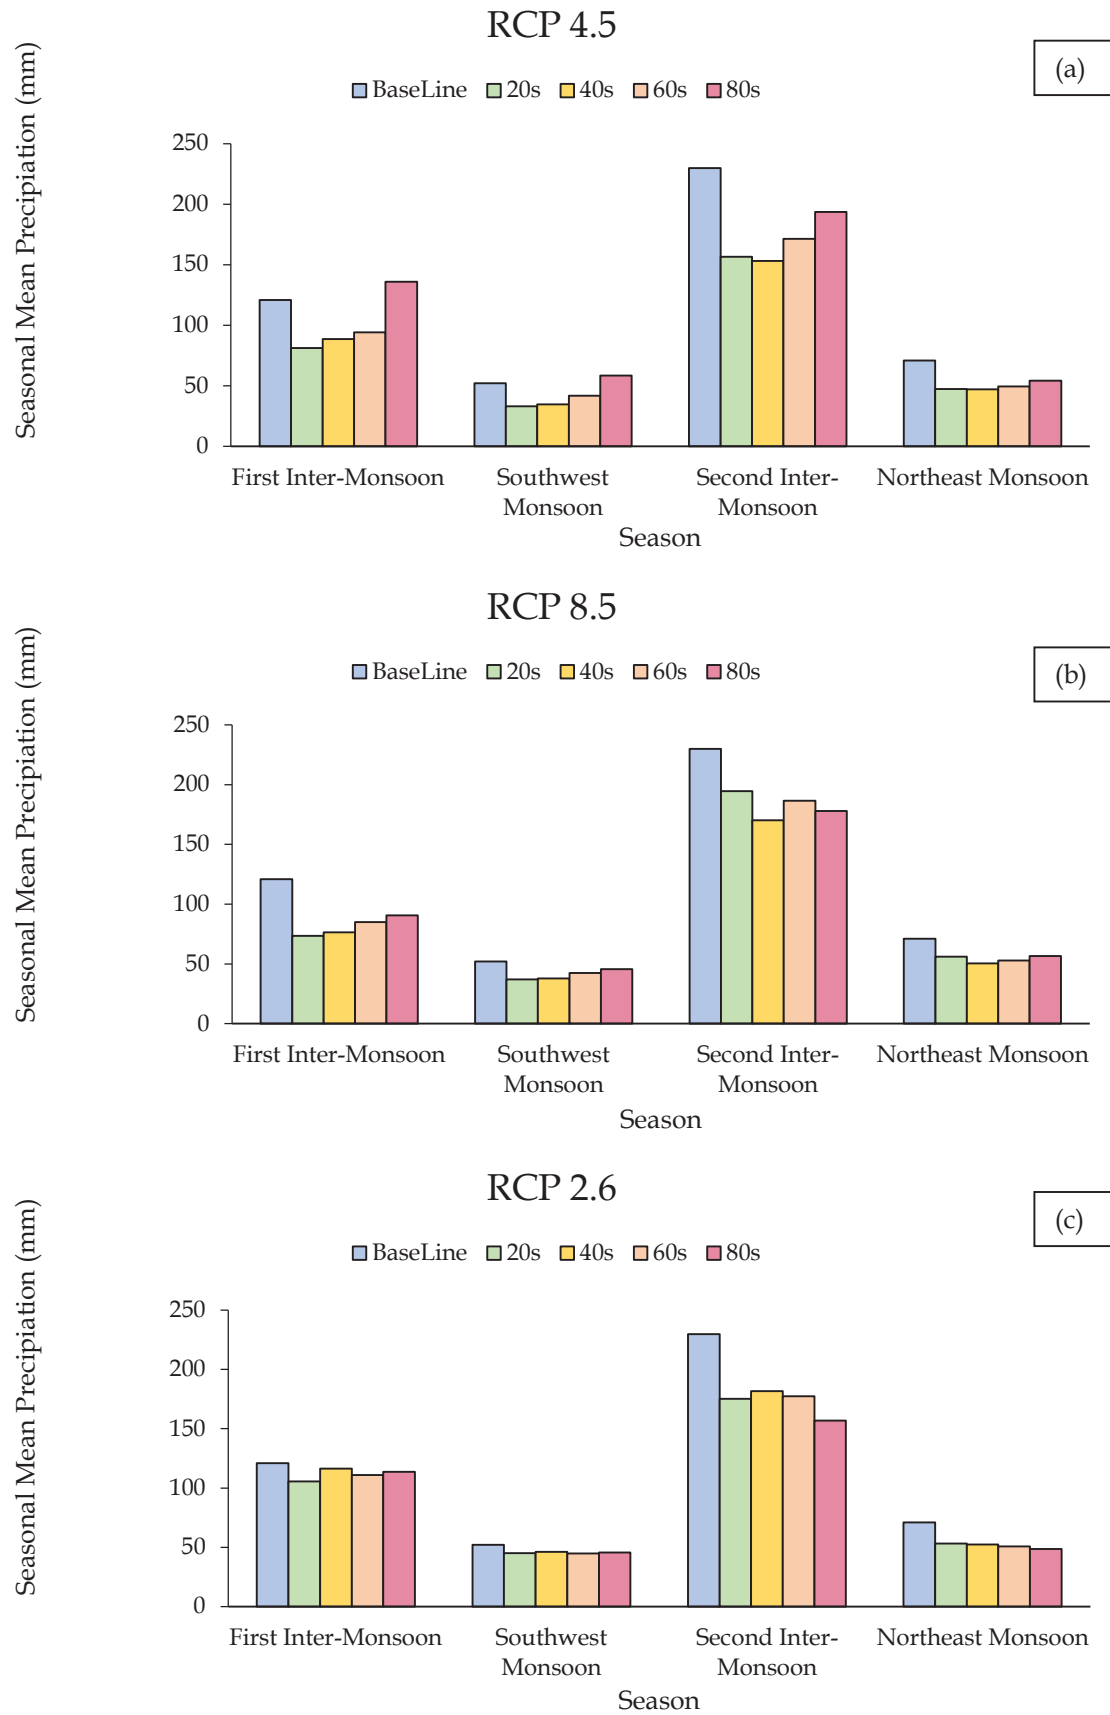 RCP 4.5
(a)
BaseLine 20s 40s 60s 80s
Seasonal Mean Precipiation (mm)
250
200
150
100
50
0
First Inter-Monsoon
Southwest
Monsoon
Second Inter-
Monsoon
Northeast Monsoon
Season
RCP 8.5
(b)
BaseLine 20s 40s 60s 80s
Seasonal Mean Precipiation (mm)
250
200
150
100
50
0
First Inter-Monsoon
Southwest
Monsoon
Second Inter-
Monsoon
Northeast Monsoon
Season
RCP 2.6
(c)
BaseLine 20s 40s 60s 80s
Seasonal Mean Precipiation (mm)
250
200
150
100
50
0
First Inter-Monsoon
Southwest
Monsoon
Second Inter-
Monsoon
Northeast Monsoon
Season